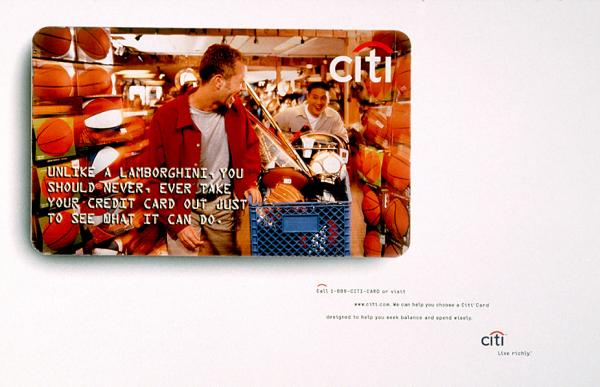 citi
UNLIKE A LAMBORGHINI, YOU
SHOULD NEVER, EVER TAKE
YOUR CREDIT CARD OUT JUST
TO SEE WHAT IT CAN DO.
Call 1-888-CITI-CARD or visit
www.citi.com. We can help you choose a Citi Card
designed to help you seek balance and spend wisely.
citi
Live richly.